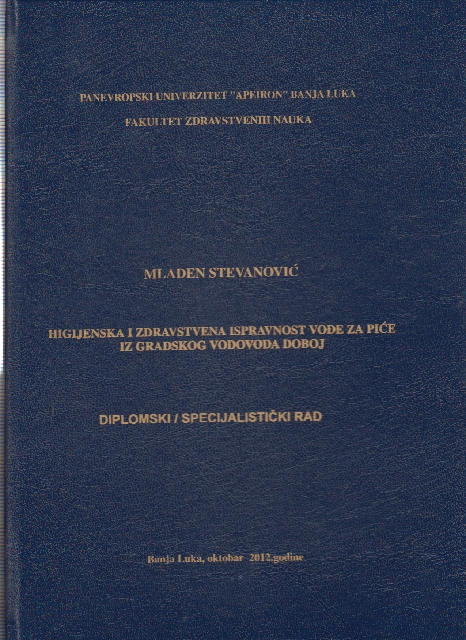 PANEVROPSKI UNIVERZITET "APEIRON" BANJA LUKA
FAKULTET ZDRAVSTVENIH NAUKA
MLADEN STEVANOVIĆ
HIGIJENSKA I ZDRAVSTVENA ISPRAVNOST VODE ZA PIĆE
IZ GRADSKOG VODOVODA DOBOJ
DIPLOMSKI / SPECIJALISTIČKI RAD
Banja Luka, oktobar 2012.godine